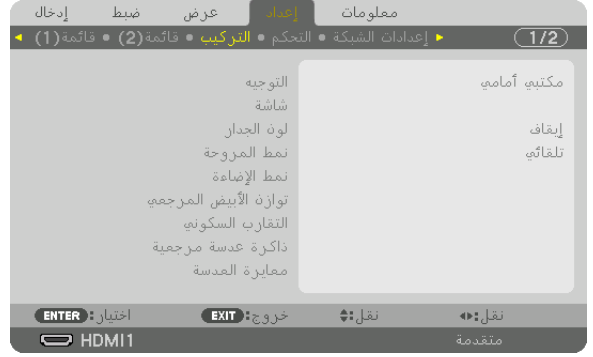 إدخال ضبط عرض إعداد معلومات
قائمة(1) • قائمة(2) • التركيب • التحكم • إعدادات الشبكة 1/2
التوجيه مكتبي أمامي
شاشة
لون الجدار إيقاف
نمط المروحة تلقائي
نمط الإضاءة
توازن الأبيض المرجعي
التقارب السكوني
ذاكرة عدسة مرجعية
معايرة العدسة
ENTER: اختيار EXIT: خروج نقل: نقل:
HDMI1 متقدمة